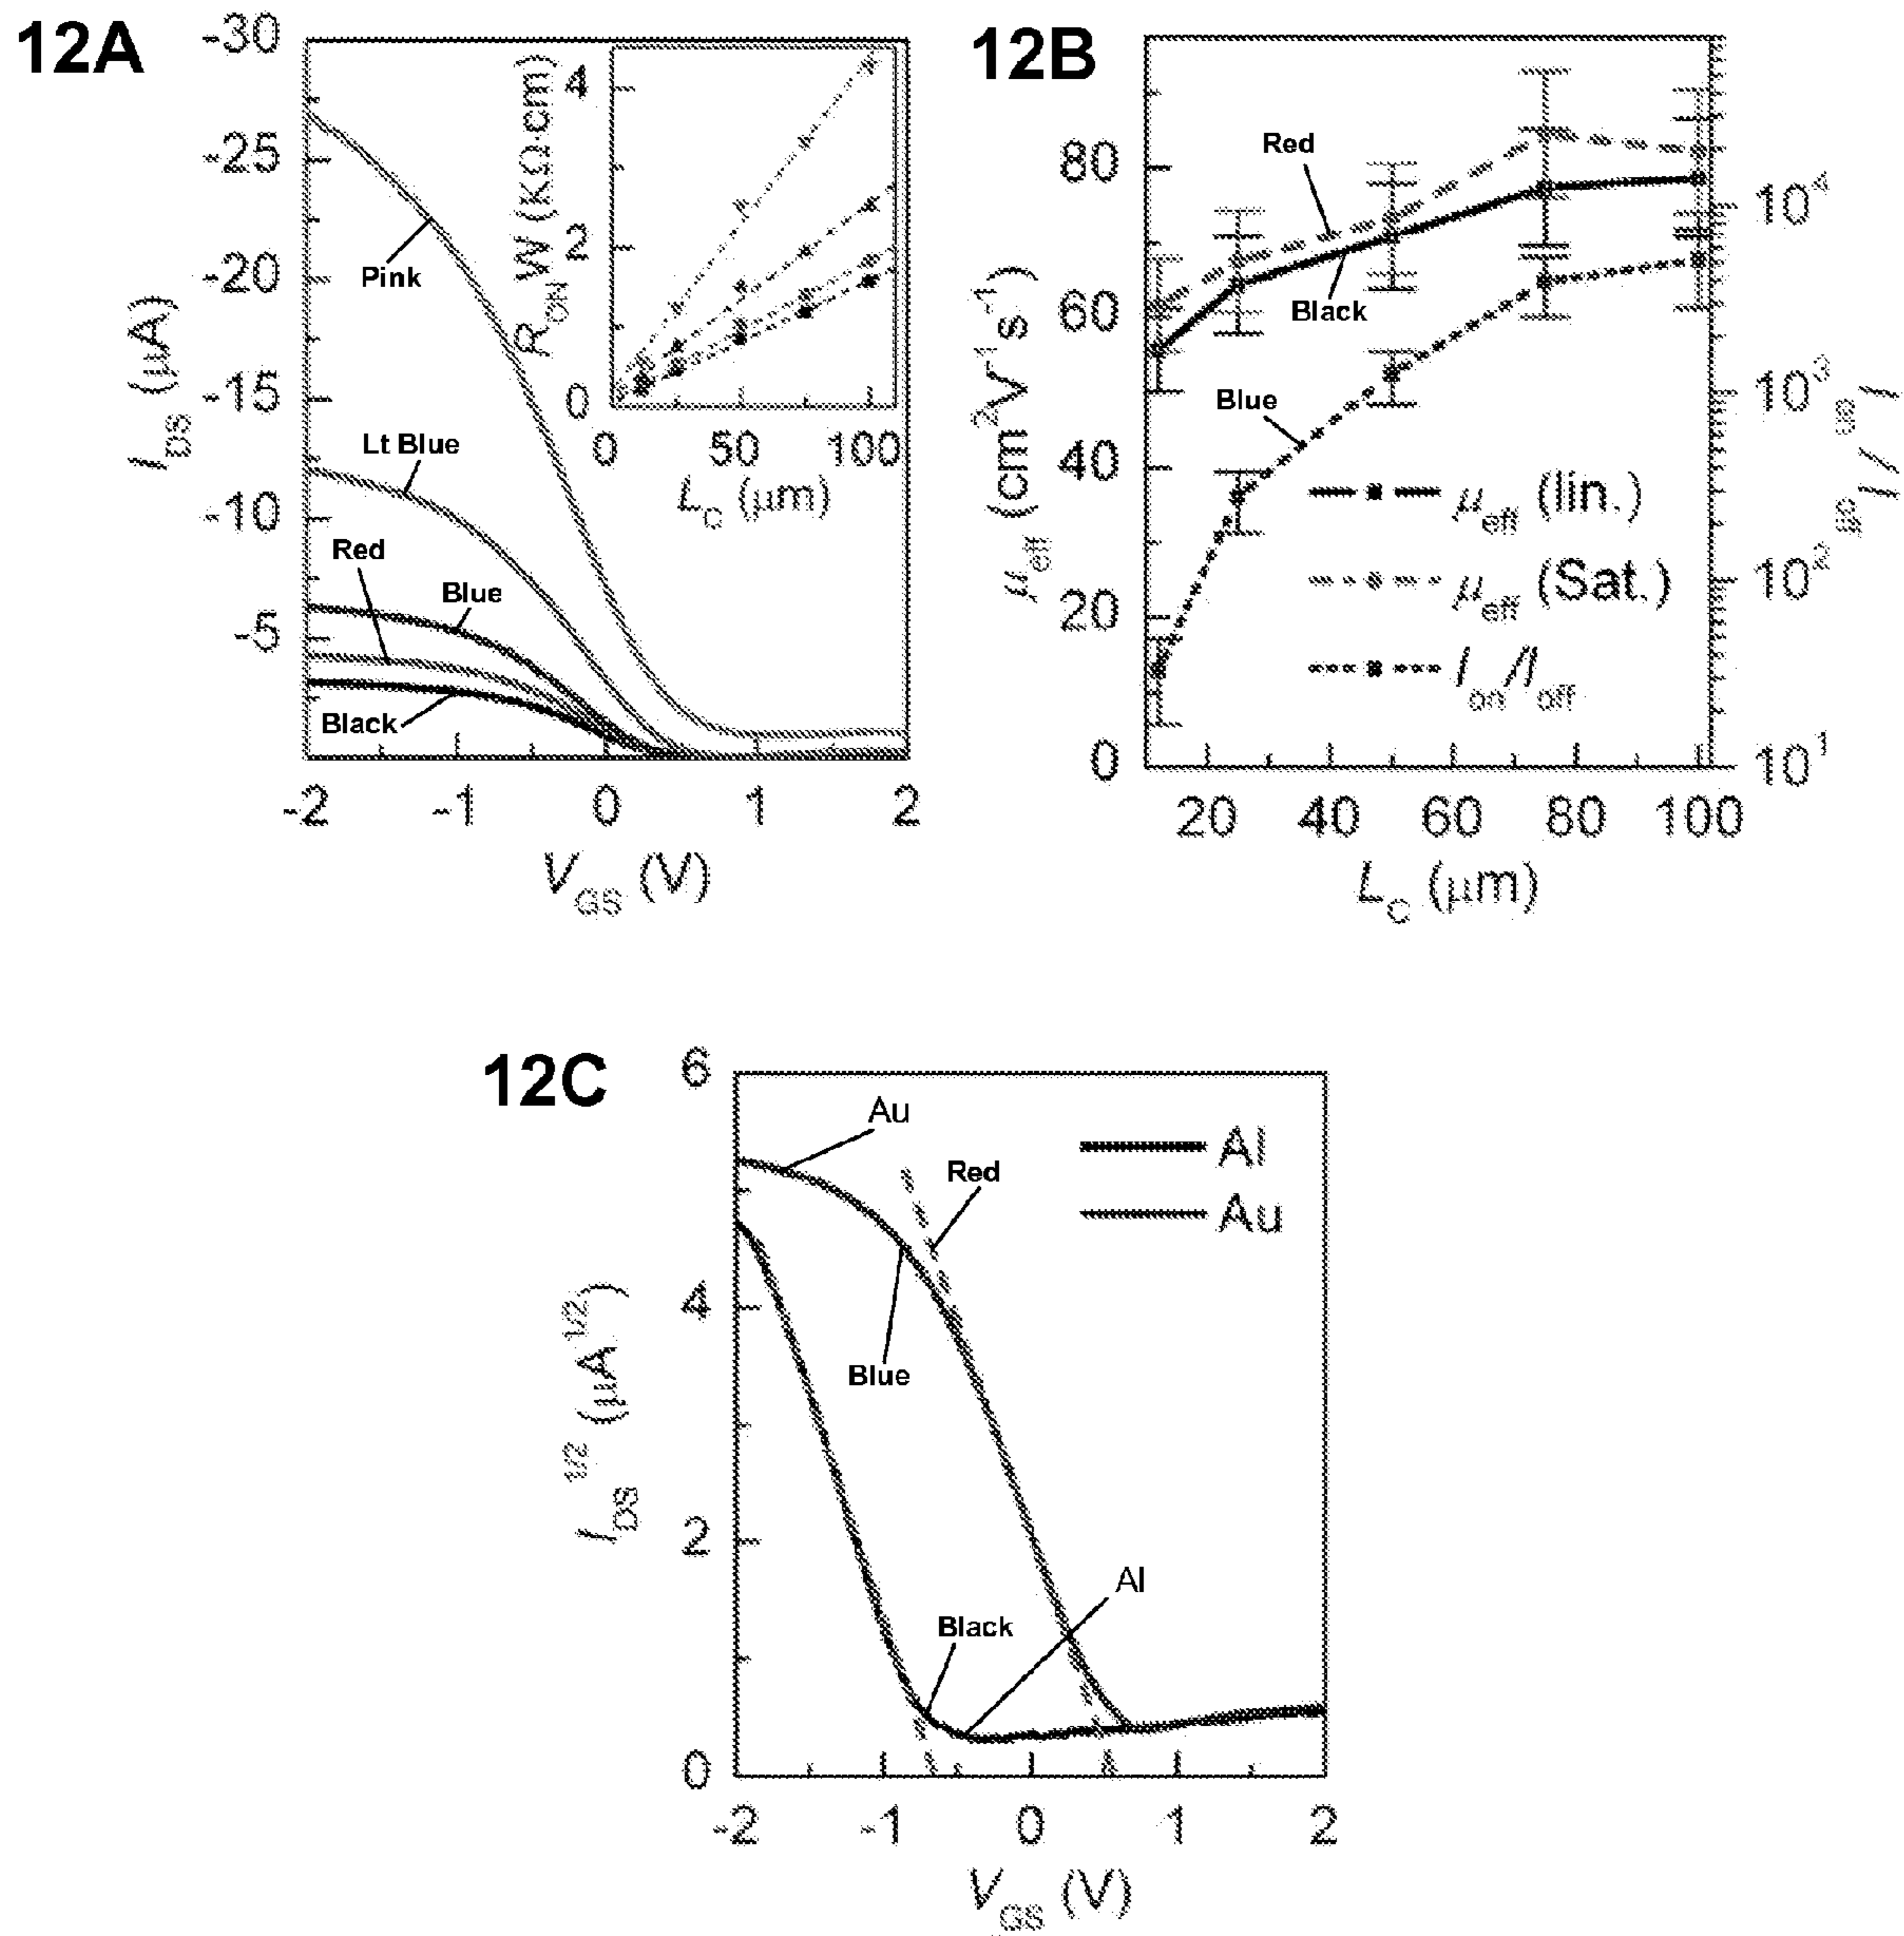 12A
-30
-25
-20
-15
-10
-5
I_DS (μA)
Pink
Lt Blue
Red
Blue
Black
-2 -1 0 1 2
V_GS (V)
R_ON W (KΩ·cm)
4
2
0
0 50 100
L_C (μm)
12B
80
60
40
20
0
μ_eff (cm²V⁻¹s⁻¹)
Red
Black
Blue
μ_eff (lin.)
μ_eff (Sat.)
I_on/I_off
10⁴
10³
10²
10¹
I_on / I_off
20 40 60 80 100
L_C (μm)
12C
6
4
2
0
I_DS^1/2 (μA^1/2)
Au
Red
Blue
Black
Al
Al
Au
-2 -1 0 1 2
V_GS (V)